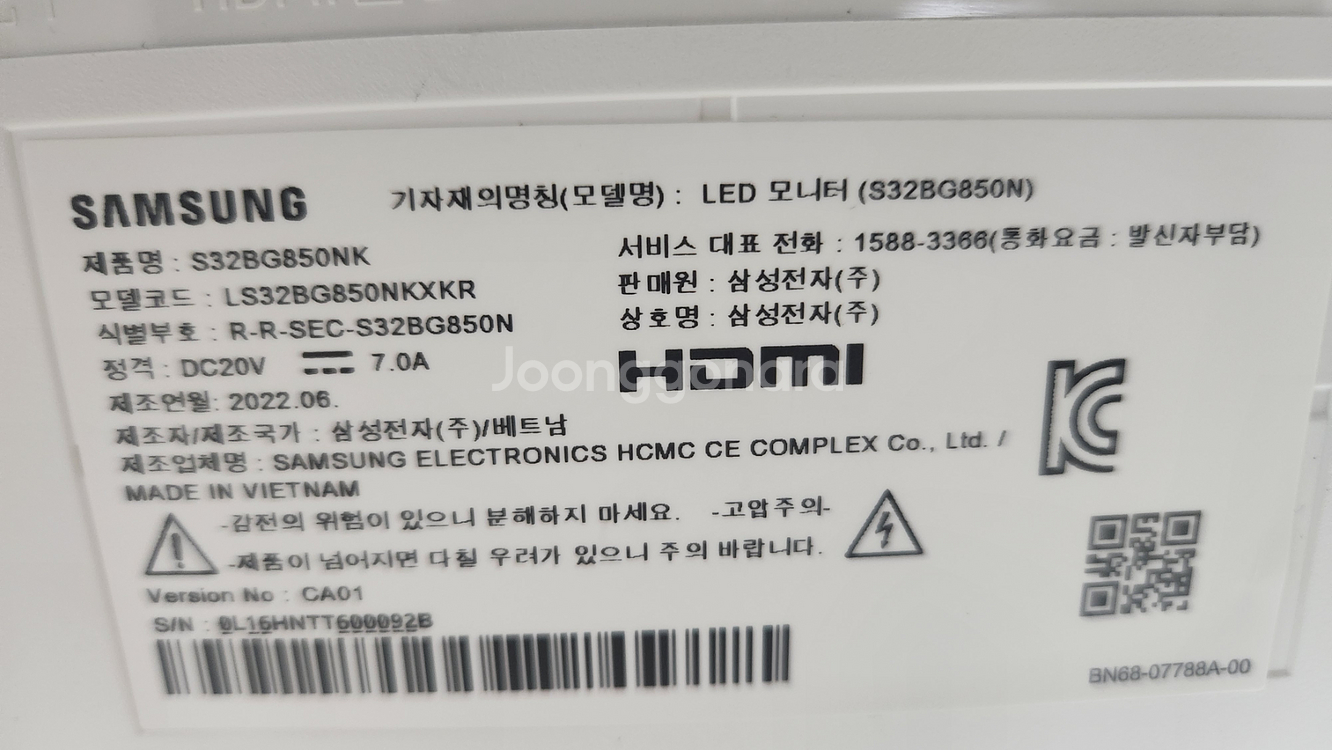 SAMSUNG
기자재의명칭(모델명) : LED 모니터 (S32BG850N)
제품명 : S32BG850NK
모델코드 : LS32BG850NKXKR
식별부호 : R-R-SEC-S32BG850N
정격 : DC20V 7.0A
제조연월: 2022.06.
서비스 대표 전화 : 1588-3366(통화요금 : 발신자부담)
판매원 : 삼성전자(주)
상호명 : 삼성전자(주)
HDMI
Joonggonara
제조자/제조국가 : 삼성전자(주)/베트남
제조업체명 : SAMSUNG ELECTRONICS HCMC CE COMPLEX Co., Ltd. /
MADE IN VIETNAM
-감전의 위험이 있으니 분해하지 마세요. -고압주의-
-제품이 넘어지면 다칠 우려가 있으니 주의 바랍니다.
Version No : CA01
S/N : 0L16HNTT600092B
BN68-07788A-00